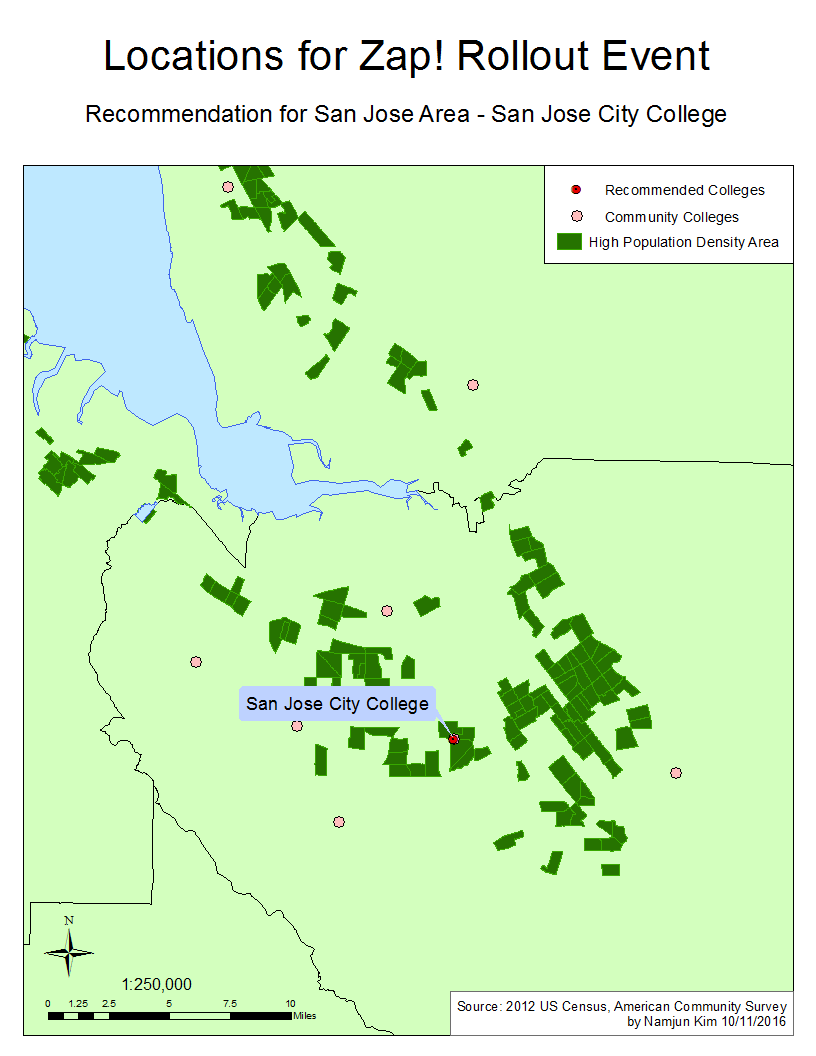 Locations for Zap! Rollout Event
Recommendation for San Jose Area - San Jose City College
Recommended Colleges
Community Colleges
High Population Density Area
San Jose City College
N
1:250,000
0 1.25 2.5 5 7.5 10
Miles
Source: 2012 US Census, American Community Survey
by Namjun Kim 10/11/2016